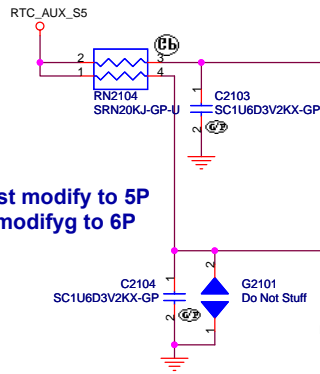 RTC_AUX_S5
2
3
1
4
RN2104
SRN20KJ-GP-U
1
C2103
SC1U6D3V2KX-GP
2
G/P
st modify to 5P
modifyg to 6P
C2104
SC1U6D3V2KX-GP
1
2
G/P
2
G2101
Do Not Stuff
1